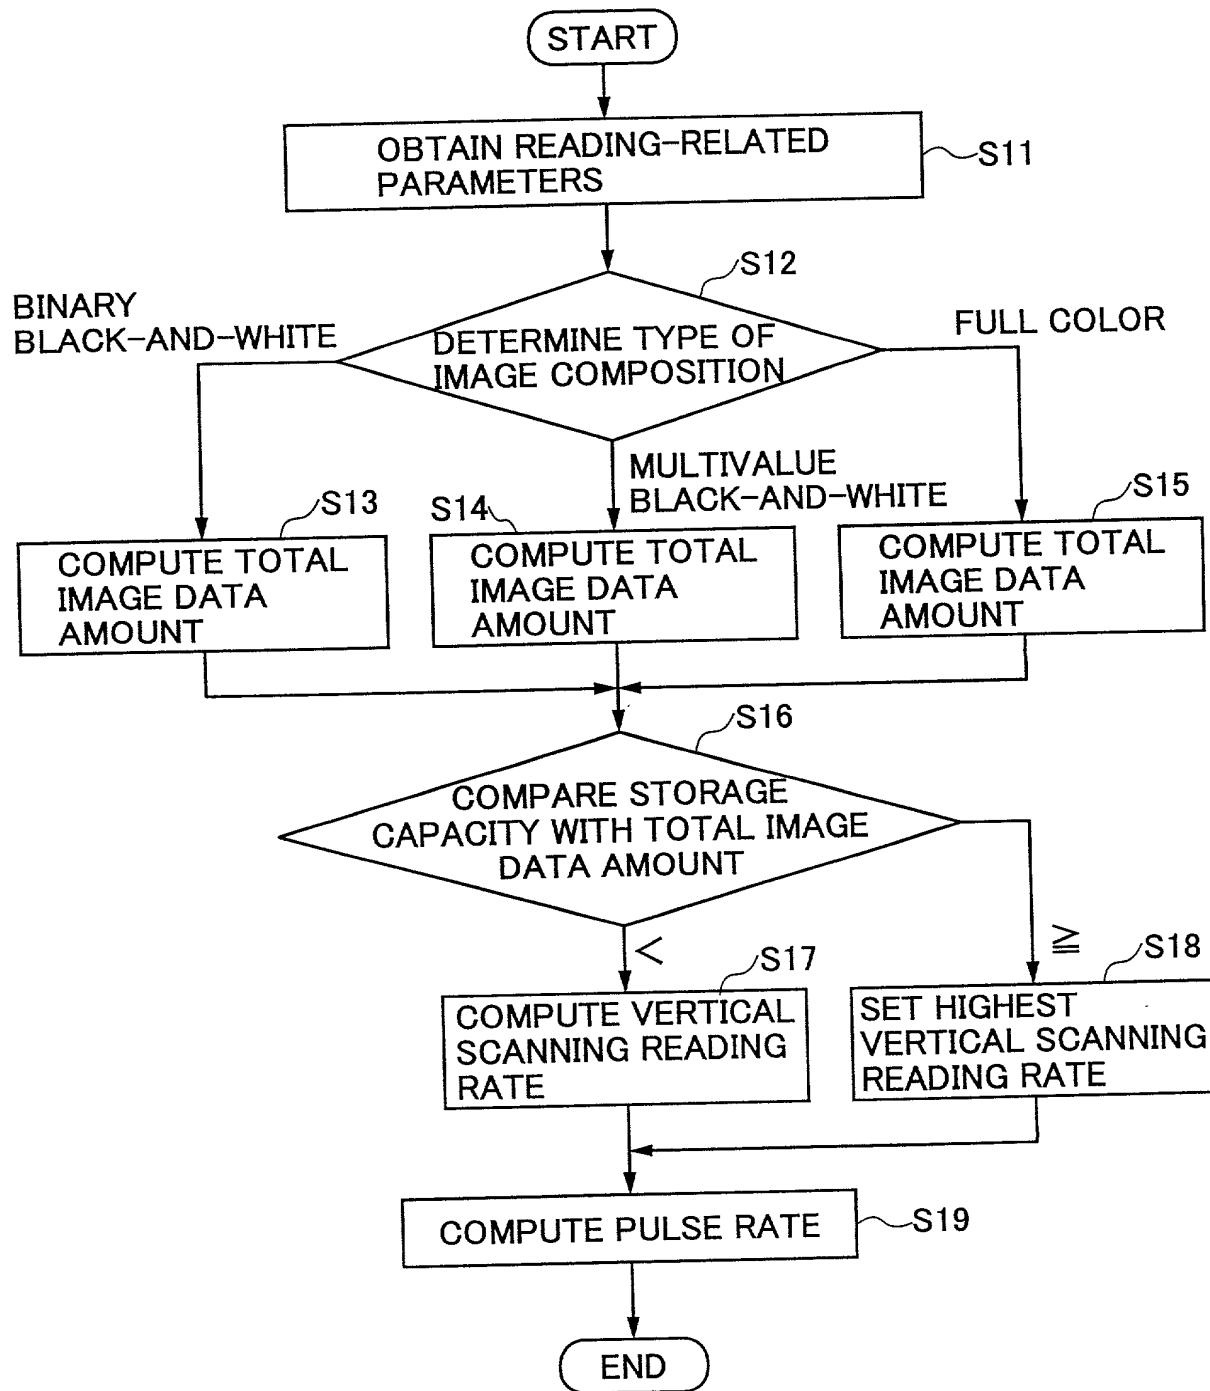 START
OBTAIN READING-RELATED
PARAMETERS
S11
S12
BINARY
BLACK-AND-WHITE
FULL COLOR
DETERMINE TYPE OF
IMAGE COMPOSITION
MULTIVALUE
BLACK-AND-WHITE
S13
COMPUTE TOTAL
IMAGE DATA
AMOUNT
S14
COMPUTE TOTAL
IMAGE DATA
AMOUNT
S15
COMPUTE TOTAL
IMAGE DATA
AMOUNT
S16
COMPARE STORAGE
CAPACITY WITH TOTAL IMAGE
DATA AMOUNT
<
≧
S17
COMPUTE VERTICAL
SCANNING READING
RATE
S18
SET HIGHEST
VERTICAL SCANNING
READING RATE
COMPUTE PULSE RATE
S19
END